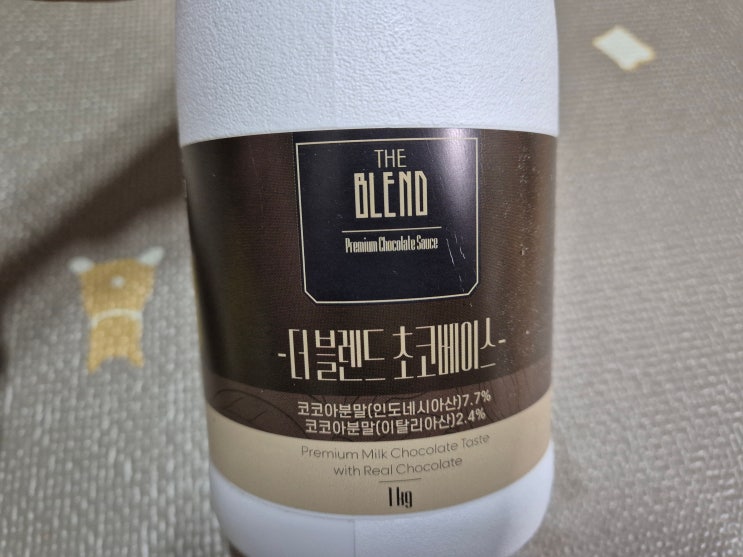 THE
BLEND
Premium Chocolate Sauce
-더 블렌드 초코베이스-
코코아분말(인도네시아산)7.7%
코코아분말(이탈리아산)2.4%
Premium Milk Chocolate Taste
with Real Chocolate
1kg